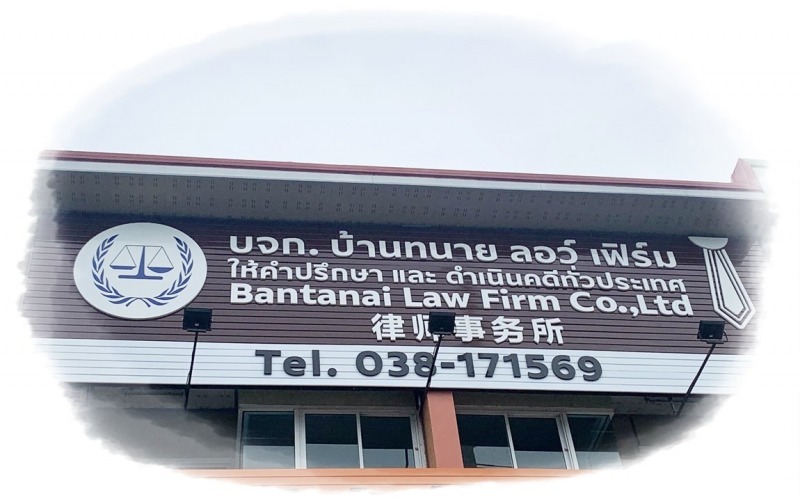 บจก. บ้านทนาย ลอว์ เฟิร์ม
ให้คำปรึกษา และ ดำเนินคดีทั่วประเทศ
Bantanai Law Firm Co.,Ltd
律师事务所
Tel. 038-171569